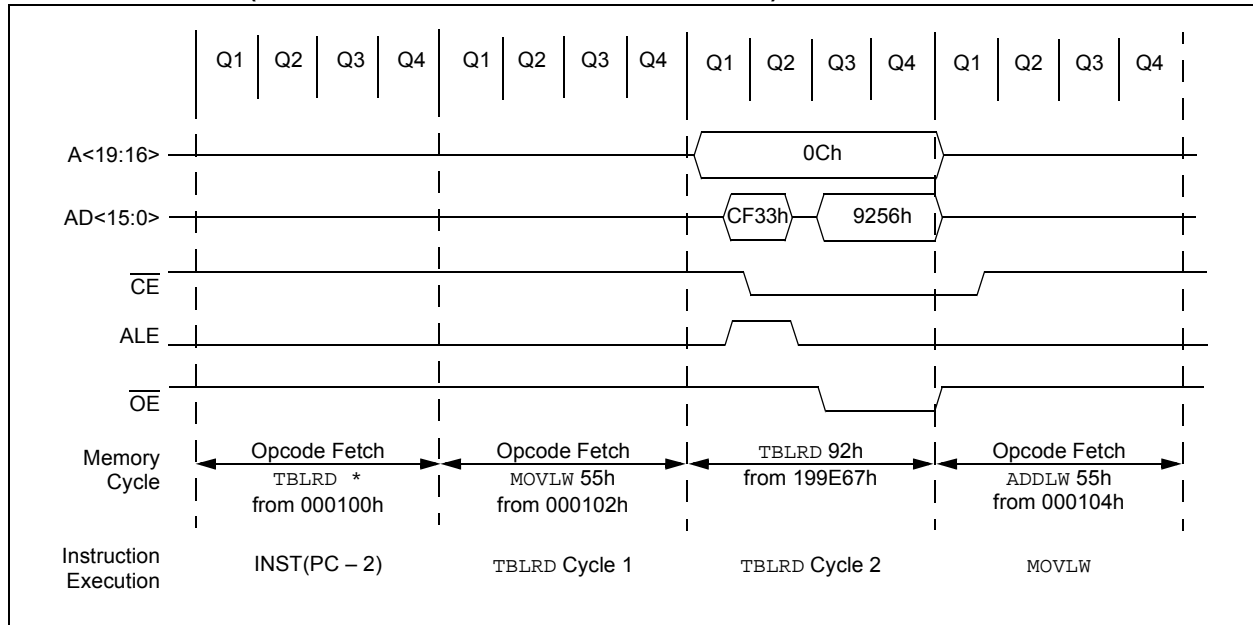 Q1 Q2 Q3 Q4 Q1 Q2 Q3 Q4 Q1 Q2 Q3 Q4 Q1 Q2 Q3 Q4
A<19:16>
0Ch
AD<15:0>
CF33h
9256h
CE
ALE
OE
Memory
Cycle
Opcode Fetch
TBLRD *
from 000100h
Opcode Fetch
MOVLW 55h
from 000102h
TBLRD 92h
from 199E67h
Opcode Fetch
ADDLW 55h
from 000104h
Instruction
Execution
INST(PC – 2)
TBLRD Cycle 1
TBLRD Cycle 2
MOVLW